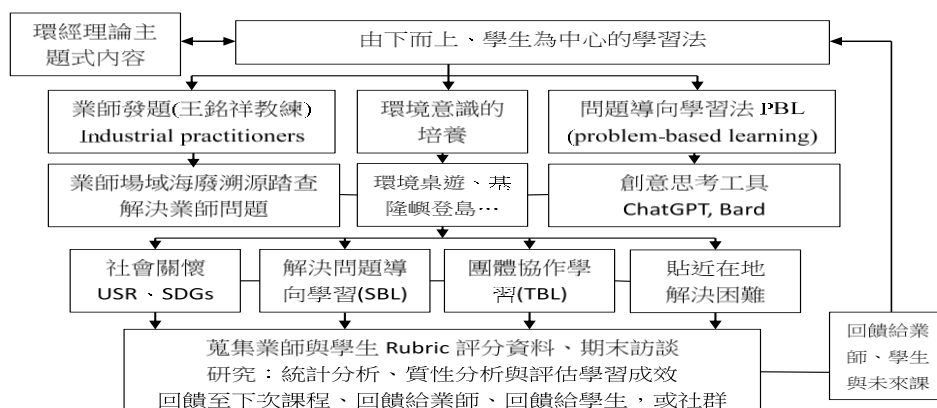 環經理論主
題式內容
由下而上、學生為中心的學習法
業師發題(王銘祥教練)
Industrial practitioners
環境意識的
培養
問題導向學習法 PBL
(problem-based learning)
業師場域海廢溯源踏查
解決業師問題
環境桌遊、基
隆嶼登島…
創意思考工具
ChatGPT, Bard
社會關懷
USR、SDGs
解決問題導
向學習(SBL)
團體協作學
習(TBL)
貼近在地
解決困難
蒐集業師與學生 Rubric 評分資料、期末訪談
研究：統計分析、質性分析與評估學習成效
回饋至下次課程、回饋給業師、回饋給學生，或社群
回饋給業
師、學生
與未來課